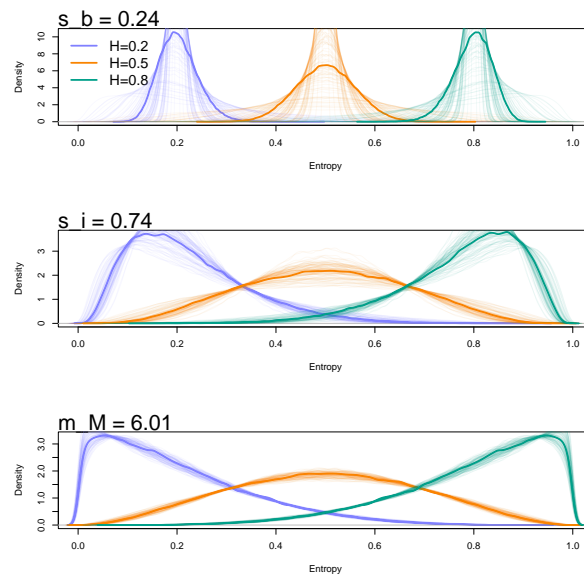 s_b = 0.24
Density
0 2 4 6 8 10
H=0.2
H=0.5
H=0.8
0.0 0.2 0.4 0.6 0.8 1.0
Entropy
s_i = 0.74
Density
0 1 2 3
0.0 0.2 0.4 0.6 0.8 1.0
Entropy
m_M = 6.01
Density
0.0 1.0 2.0 3.0
0.0 0.2 0.4 0.6 0.8 1.0
Entropy